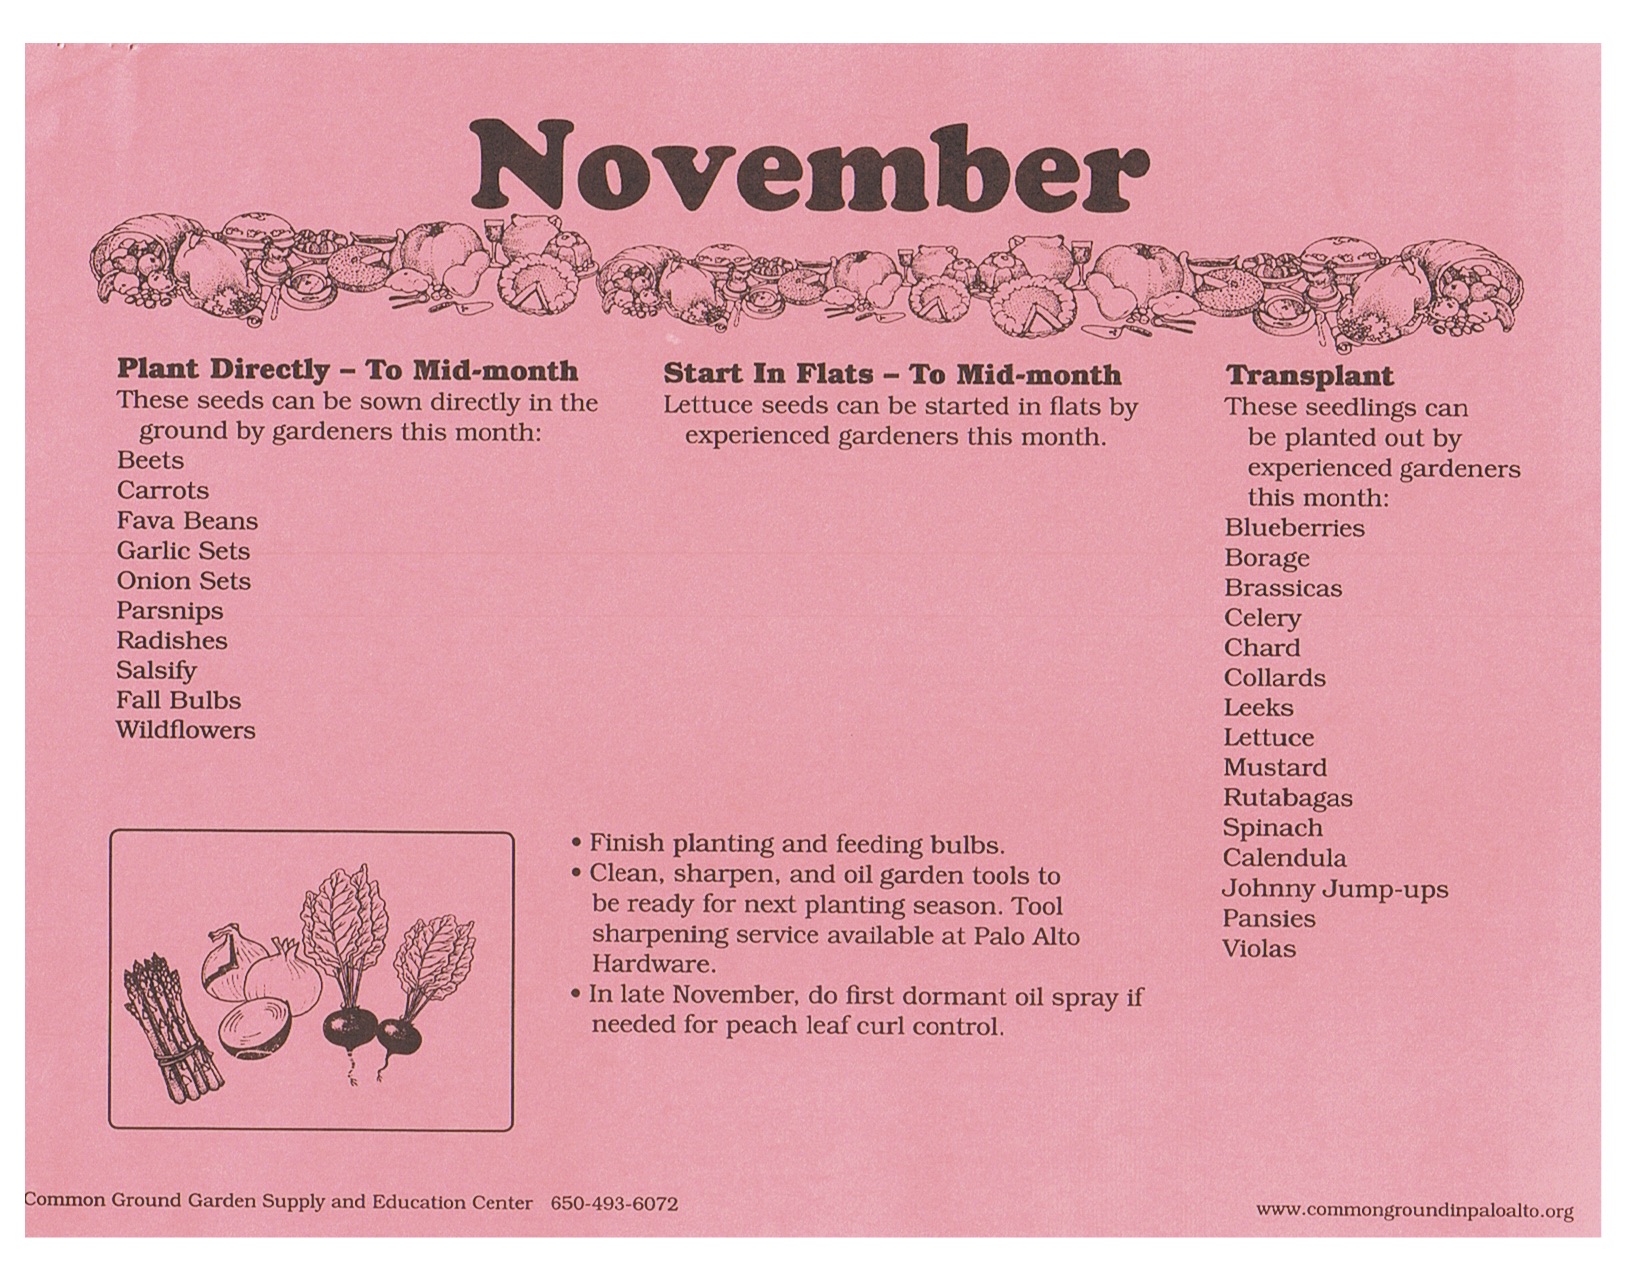 November
Plant Directly – To Mid-month
These seeds can be sown directly in the
ground by gardeners this month:
Beets
Carrots
Fava Beans
Garlic Sets
Onion Sets
Parsnips
Radishes
Salsify
Fall Bulbs
Wildflowers
Start In Flats – To Mid-month
Lettuce seeds can be started in flats by
experienced gardeners this month.
Transplant
These seedlings can
be planted out by
experienced gardeners
this month:
Blueberries
Borage
Brassicas
Celery
Chard
Collards
Leeks
Lettuce
Mustard
Rutabagas
Spinach
Calendula
Johnny Jump-ups
Pansies
Violas
• Finish planting and feeding bulbs.
• Clean, sharpen, and oil garden tools to
be ready for next planting season. Tool
sharpening service available at Palo Alto
Hardware.
• In late November, do first dormant oil spray if
needed for peach leaf curl control.
Common Ground Garden Supply and Education Center 650-493-6072
www.commongroundinpaloalto.org